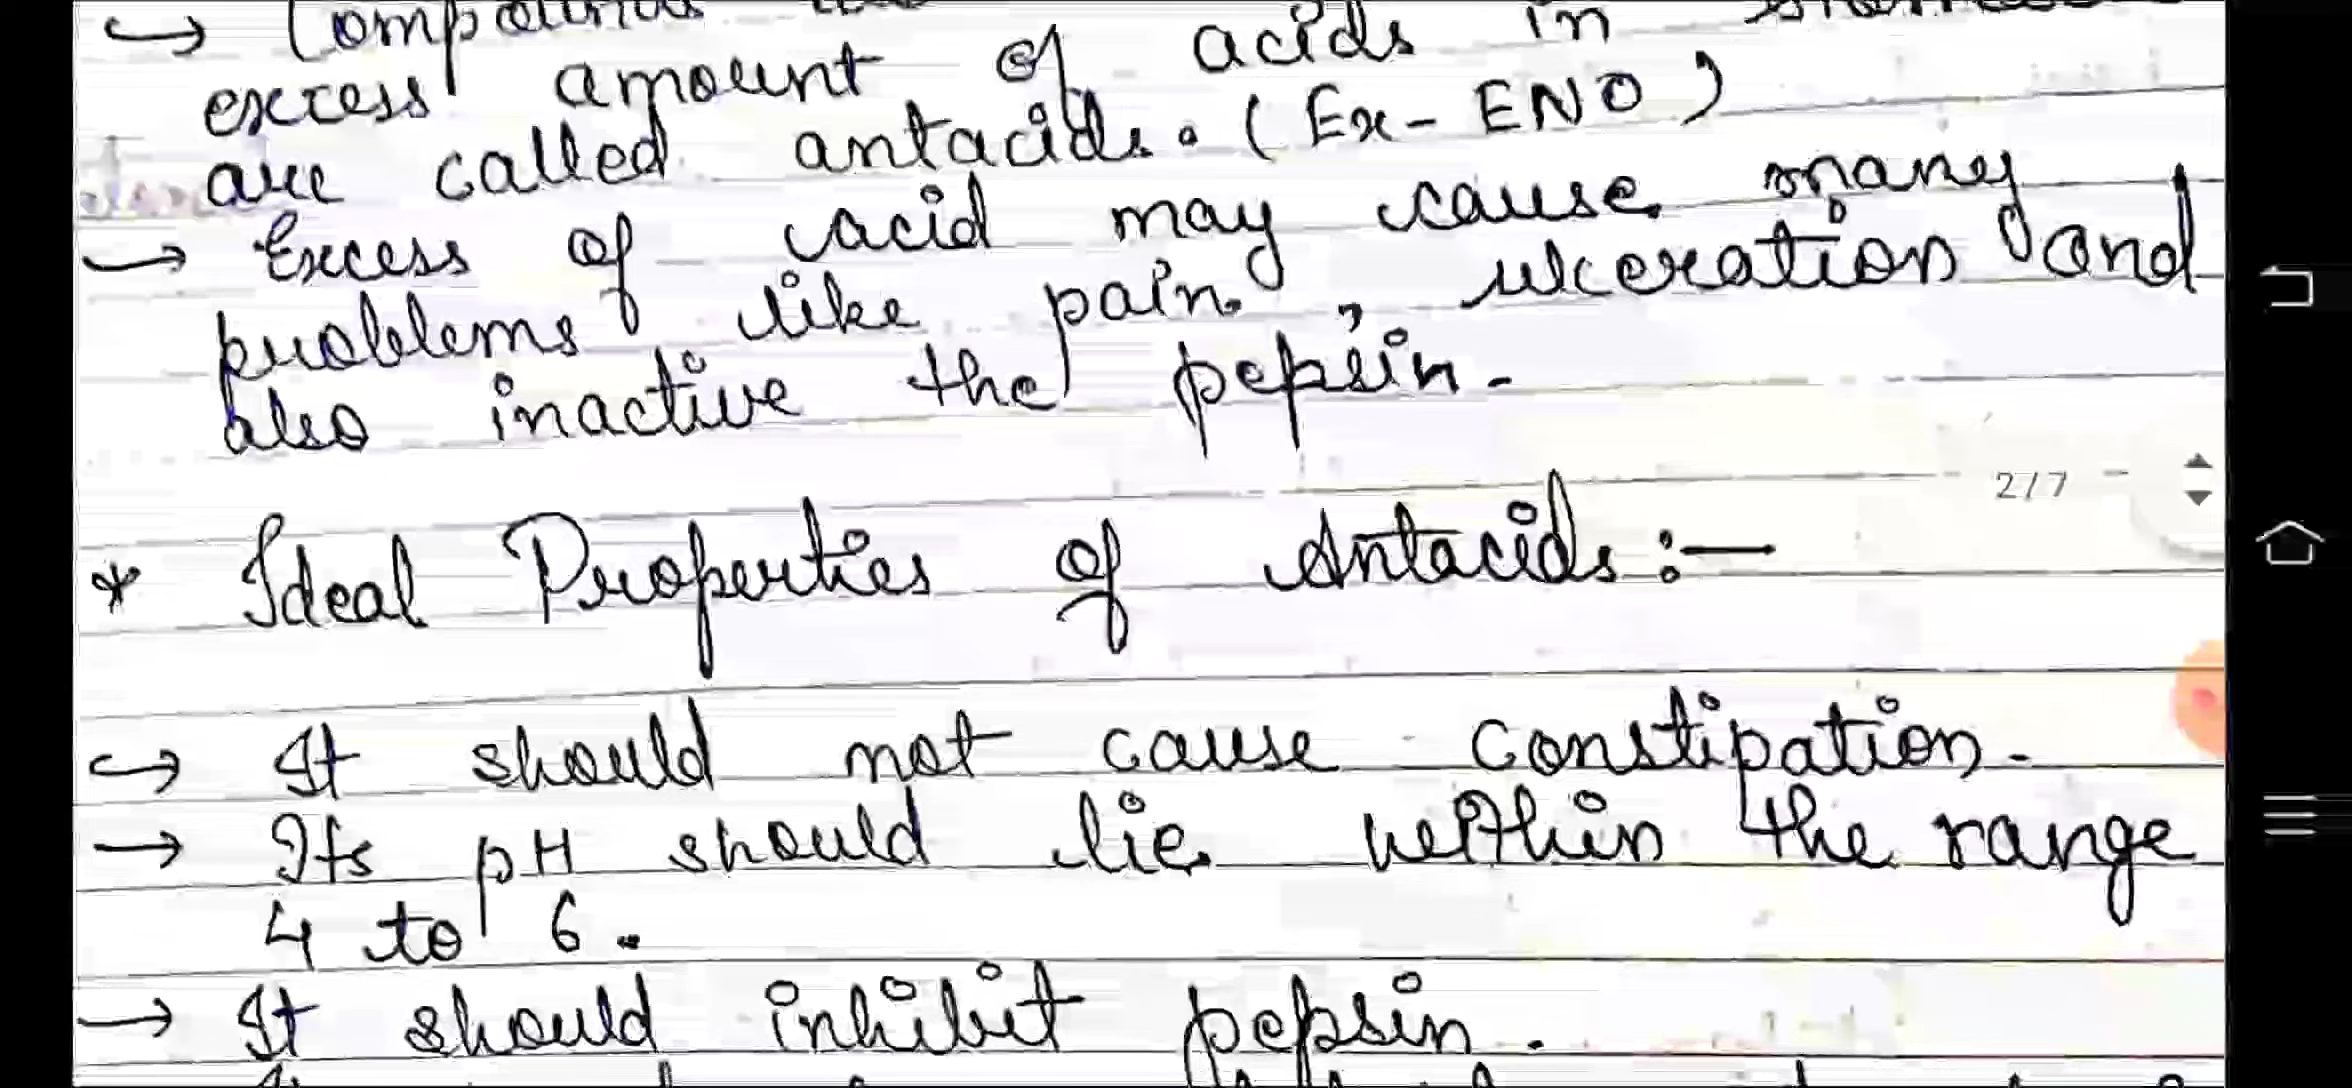 → Compounds
excess amount of acids in
are called antacids. (Ex- ENO)
→ Excess of acid may cause many
problems like pain, ulceration and
also inactive the pepsin.
2/7
* Ideal Properties of Antacids :-
→ It should not cause constipation.
→ Its pH should lie within the range
4 to 6.
→ It should inhibit pepsin.